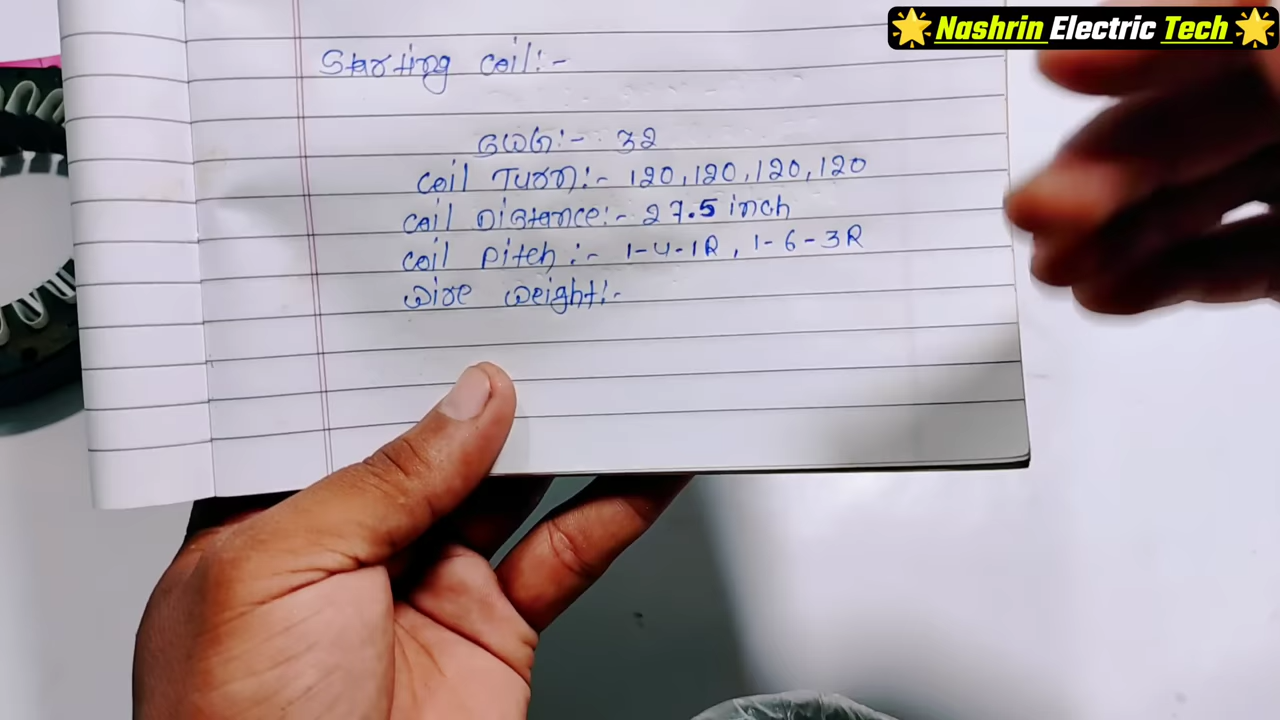 🌟Nashrin Electric Tech🌟
Starting coil:-
SWG:- 32
Coil Turn:- 120,120,120,120
Coil Distance:- 27.5 inch
Coil Pitch:- 1-4-1R, 1-6-3R
Wire Weight:-